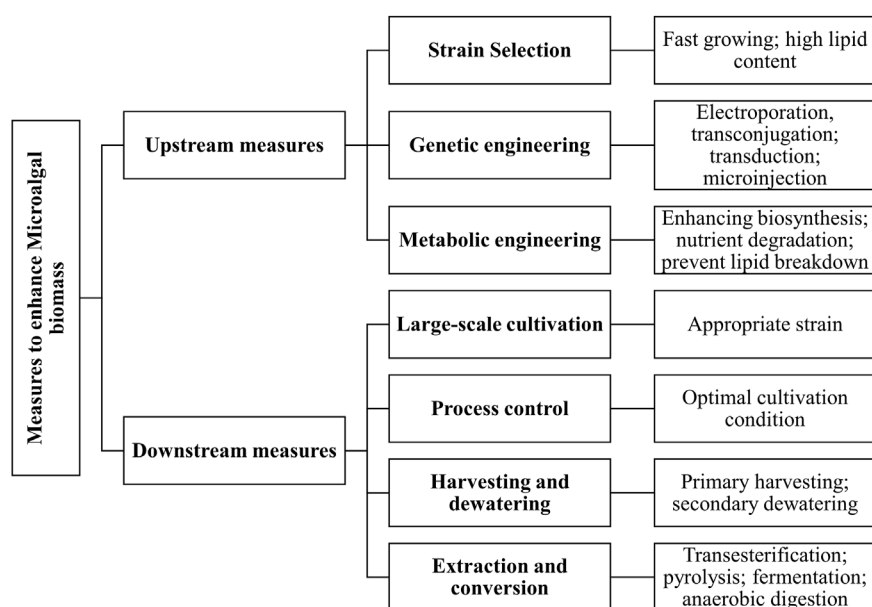 Measures to enhance Microalgal
biomass
Upstream measures
Strain Selection
Fast growing; high lipid
content
Genetic engineering
Electroporation,
transconjugation;
transduction;
microinjection
Metabolic engineering
Enhancing biosynthesis;
nutrient degradation;
prevent lipid breakdown
Downstream measures
Large-scale cultivation
Appropriate strain
Process control
Optimal cultivation
condition
Harvesting and
dewatering
Primary harvesting;
secondary dewatering
Extraction and
conversion
Transesterification;
pyrolysis; fermentation;
anaerobic digestion